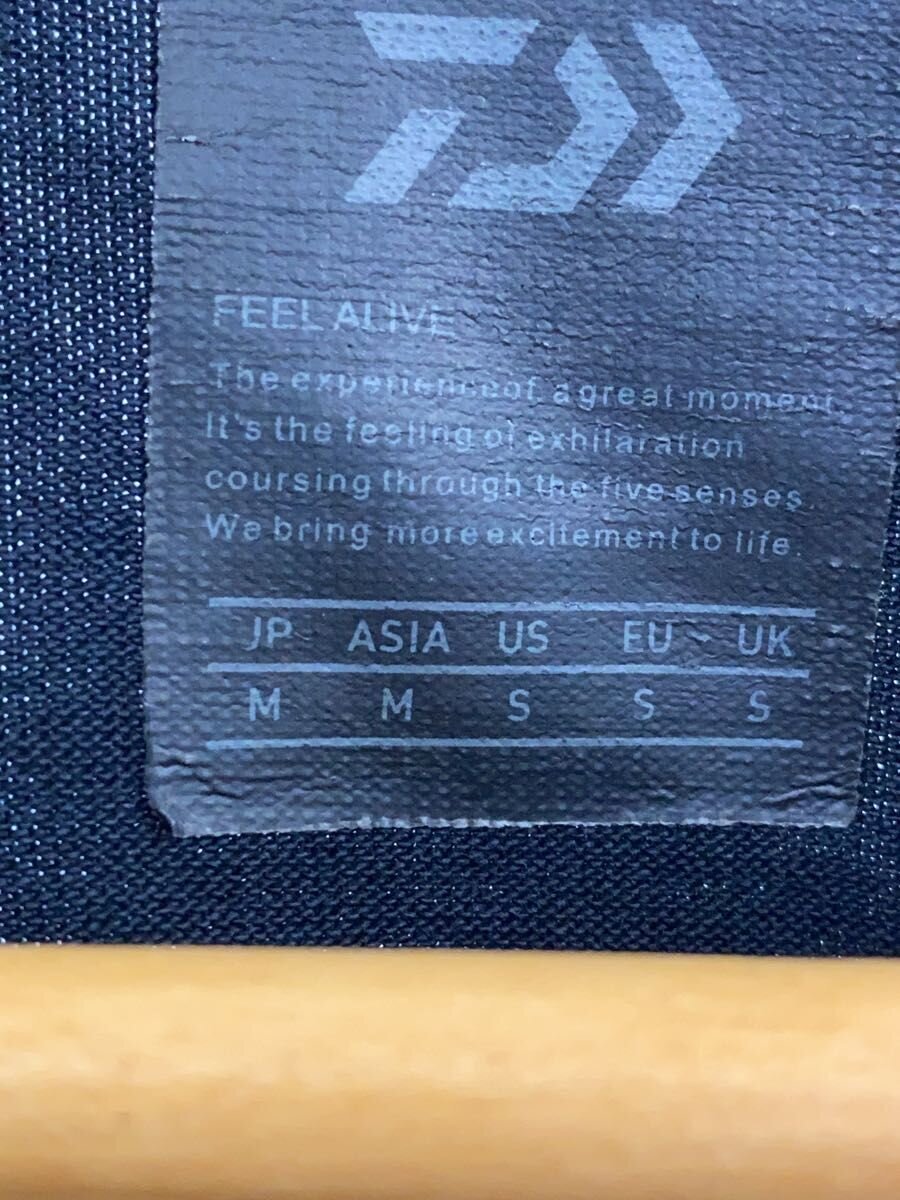 FEEL ALIVE
The experience of a great moment.
It's the feeling of exhilaration
coursing through the five senses.
We bring more excitement to life.
JP ASIA US EU UK
M M S S S